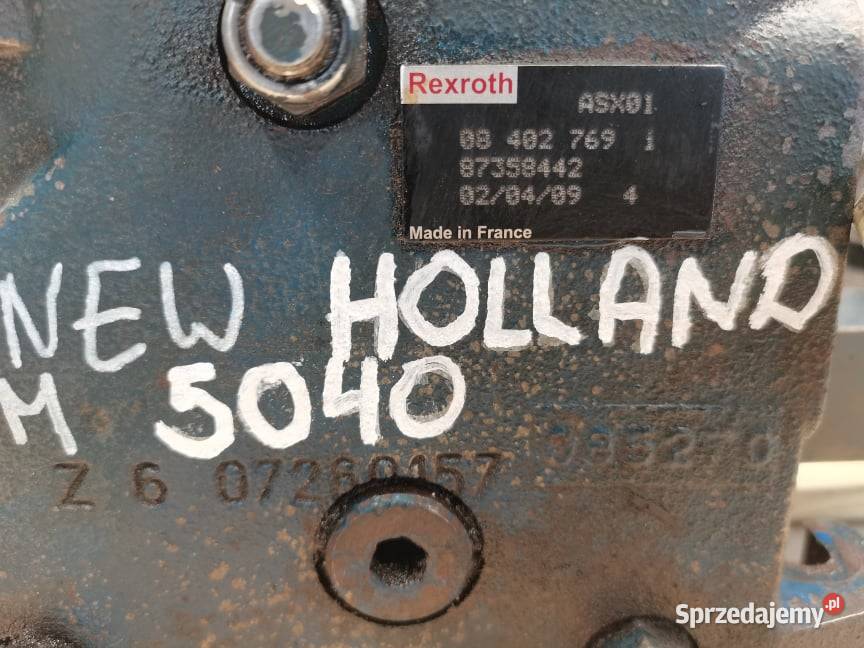 Rexroth
ASX01
08 402 769 1
87358442
02/04/09 4
Made in France
NEW HOLLAND
M 5040
Z 6 07280157
Sprzedajemy.pl